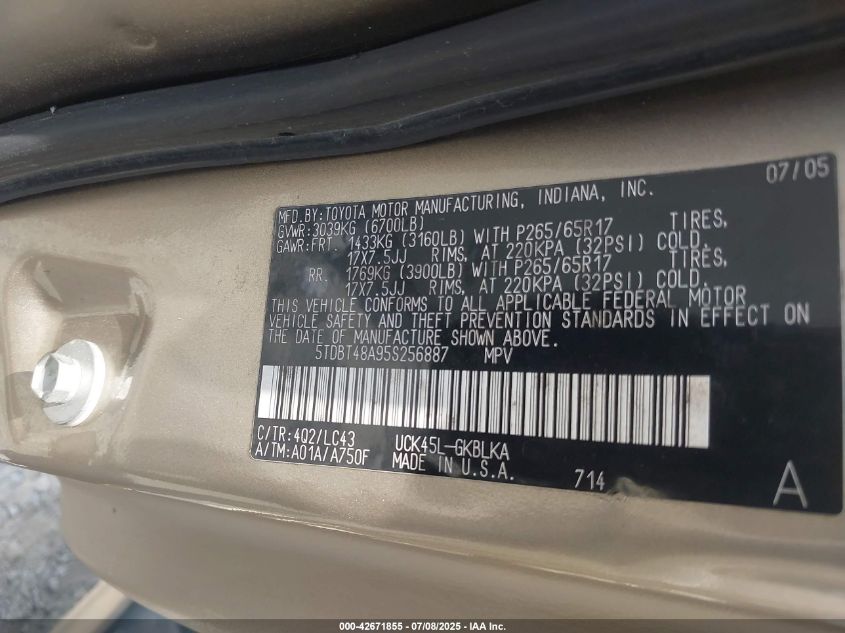 07/05
MFD.BY:TOYOTA MOTOR MANUFACTURING, INDIANA, INC.
GVWR:3039KG (6700LB)
GAWR:FRT. 1433KG (3160LB) WITH P265/65R17 TIRES,
17X7.5JJ RIMS, AT 220KPA (32PSI) COLD.
RR. 1769KG (3900LB) WITH P265/65R17 TIRES,
17X7.5JJ RIMS, AT 220KPA (32PSI) COLD.
THIS VEHICLE CONFORMS TO ALL APPLICABLE FEDERAL MOTOR
VEHICLE SAFETY AND THEFT PREVENTION STANDARDS IN EFFECT ON
THE DATE OF MANUFACTURE SHOWN ABOVE.
5TDBT48A95S256887 MPV
C/TR:4Q2/LC43 UCK45L-GKBLKA
A/TM:A01A/A750F MADE IN U.S.A.
714 A
000-42671855 - 07/08/2025 - IAA Inc.